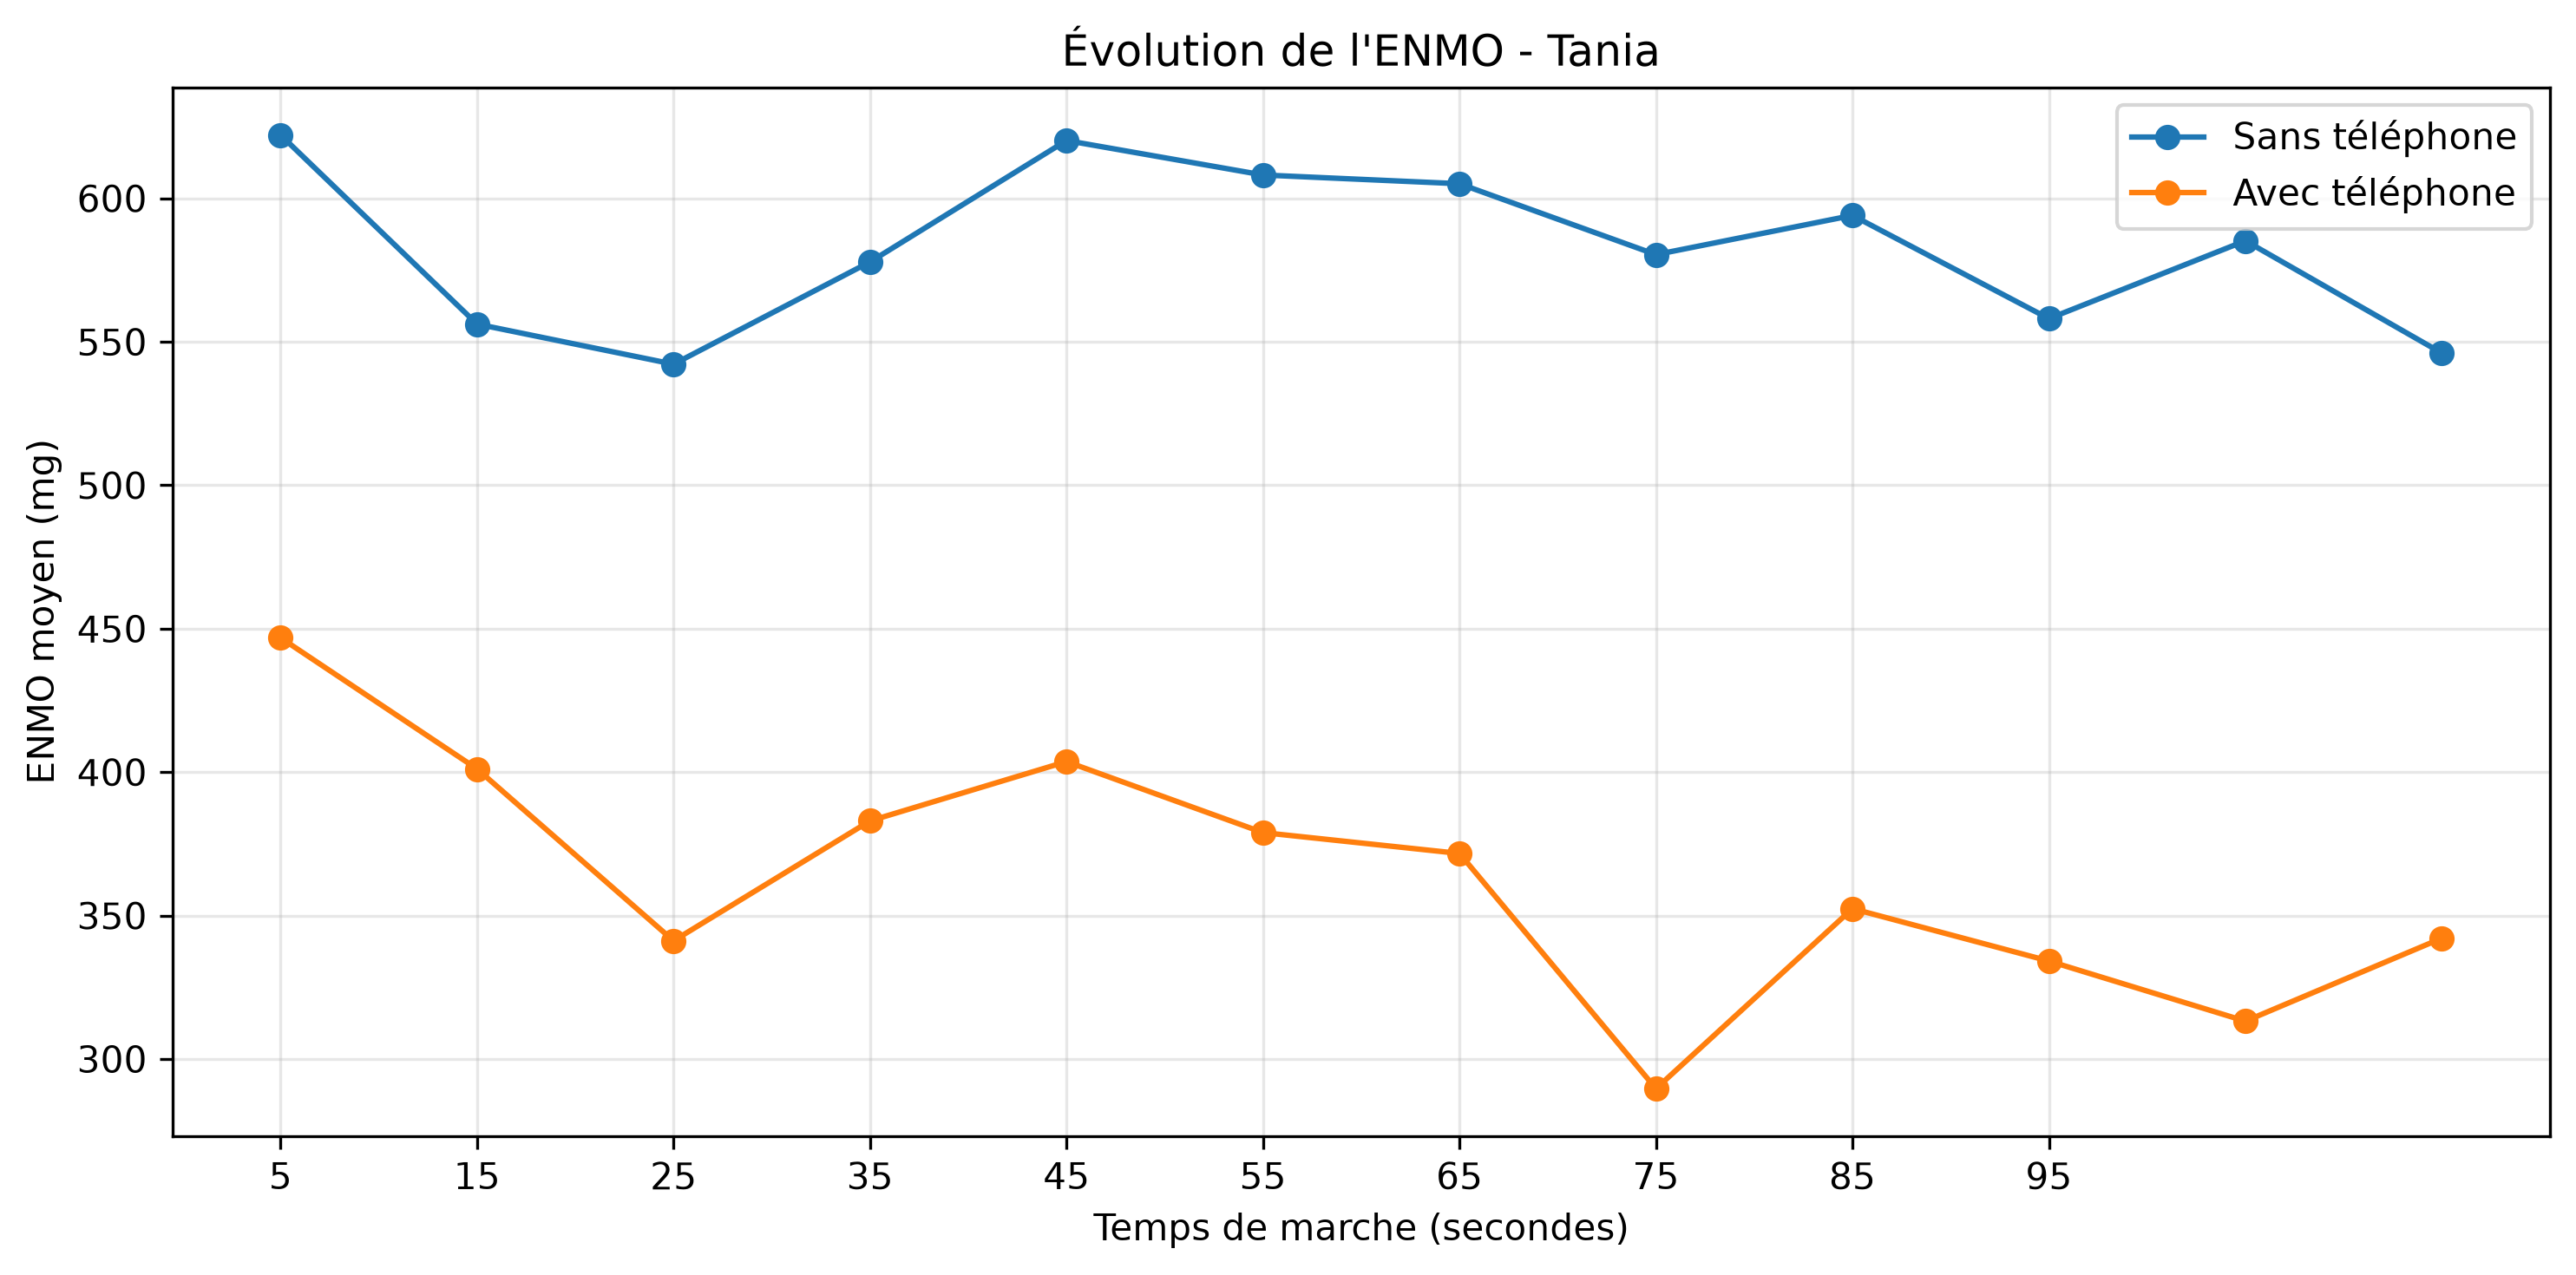 Évolution de l'ENMO - Tania
Sans téléphone
Avec téléphone
ENMO moyen (mg)
600
550
500
450
400
350
300
5 15 25 35 45 55 65 75 85 95
Temps de marche (secondes)